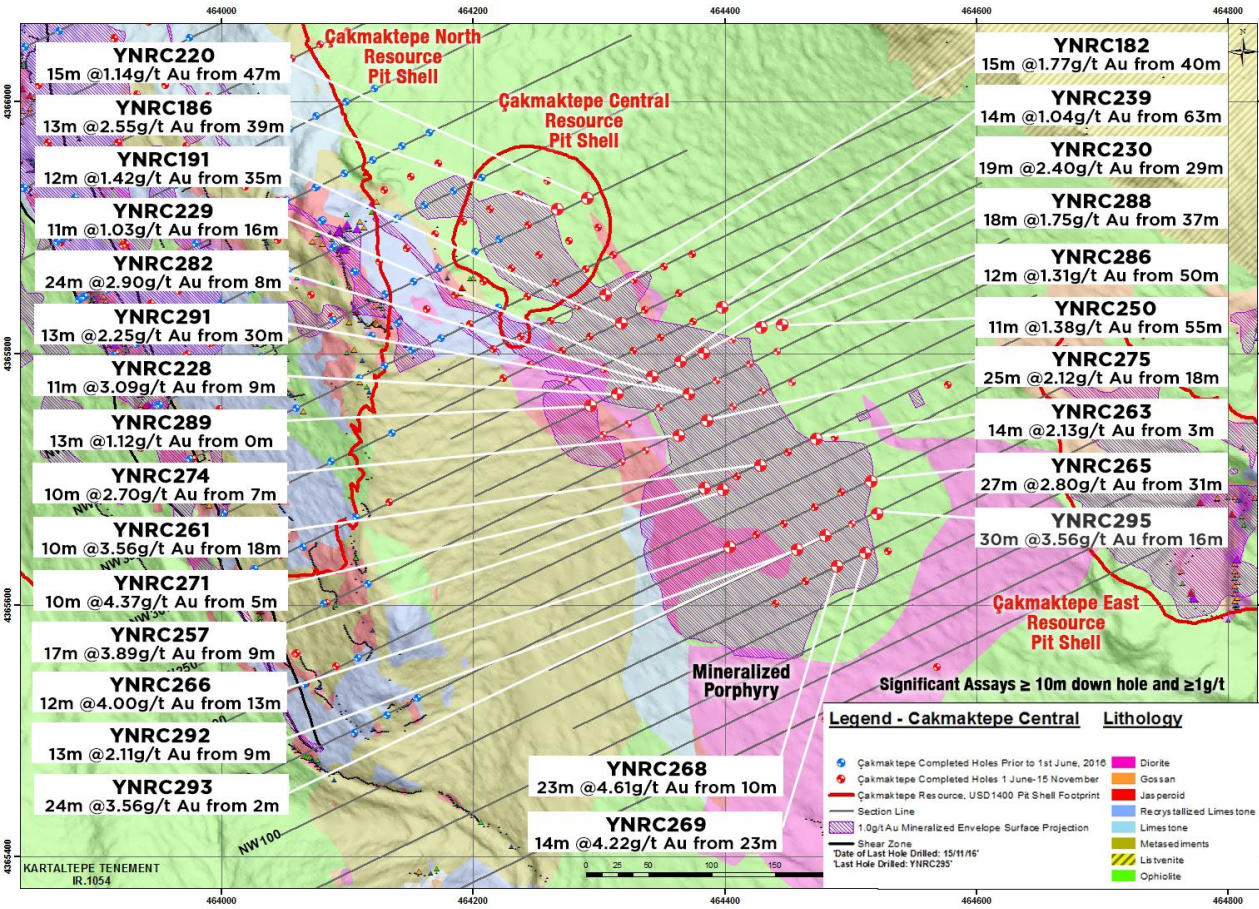 464000
464200
464400
464600
464800
4366000
4365800
4365600
4365400
Çakmaktepe North
Resource
Pit Shell
Çakmaktepe Central
Resource
Pit Shell
N
YNRC220
15m @1.14g/t Au from 47m
YNRC186
13m @2.55g/t Au from 39m
YNRC191
12m @1.42g/t Au from 35m
YNRC229
11m @1.03g/t Au from 16m
YNRC282
24m @2.90g/t Au from 8m
YNRC291
13m @2.25g/t Au from 30m
YNRC228
11m @3.09g/t Au from 9m
YNRC289
13m @1.12g/t Au from 0m
YNRC274
10m @2.70g/t Au from 7m
YNRC261
10m @3.56g/t Au from 18m
YNRC271
10m @4.37g/t Au from 5m
YNRC257
17m @3.89g/t Au from 9m
YNRC266
12m @4.00g/t Au from 13m
YNRC292
13m @2.11g/t Au from 9m
YNRC293
24m @3.56g/t Au from 2m
NW100
KARTALTEPE TENEMENT
IR.1054
YNRC182
15m @1.77g/t Au from 40m
YNRC239
14m @1.04g/t Au from 63m
YNRC230
19m @2.40g/t Au from 29m
YNRC288
18m @1.75g/t Au from 37m
YNRC286
12m @1.31g/t Au from 50m
YNRC250
11m @1.38g/t Au from 55m
YNRC275
25m @2.12g/t Au from 18m
YNRC263
14m @2.13g/t Au from 3m
YNRC265
27m @2.80g/t Au from 31m
YNRC295
30m @3.56g/t Au from 16m
Çakmaktepe East
Resource
Pit Shell
Mineralized
Porphyry
Significant Assays ≥ 10m down hole and ≥1g/t
YNRC268
23m @4.61g/t Au from 10m
YNRC269
14m @4.22g/t Au from 23m
0 25 50 100 150
Legend - Cakmaktepe Central
Çakmaktepe Completed Holes Prior to 1st June, 2016
Çakmaktepe Completed Holes 1 June-15 November
Çakmaktepe Resource, USD1400 Pit Shell Footprint
Section Line
1.0g/t Au Mineralized Envelope Surface Projection
Shear Zone
'Date of Last Hole Drilled: 15/11/16'
'Last Hole Drilled: YNRC295'
Lithology
Diorite
Gossan
Jasperoid
Recrystallized Limestone
Limestone
Metasediments
Listvenite
Ophiolite
464000
464200
464400
464600
464800